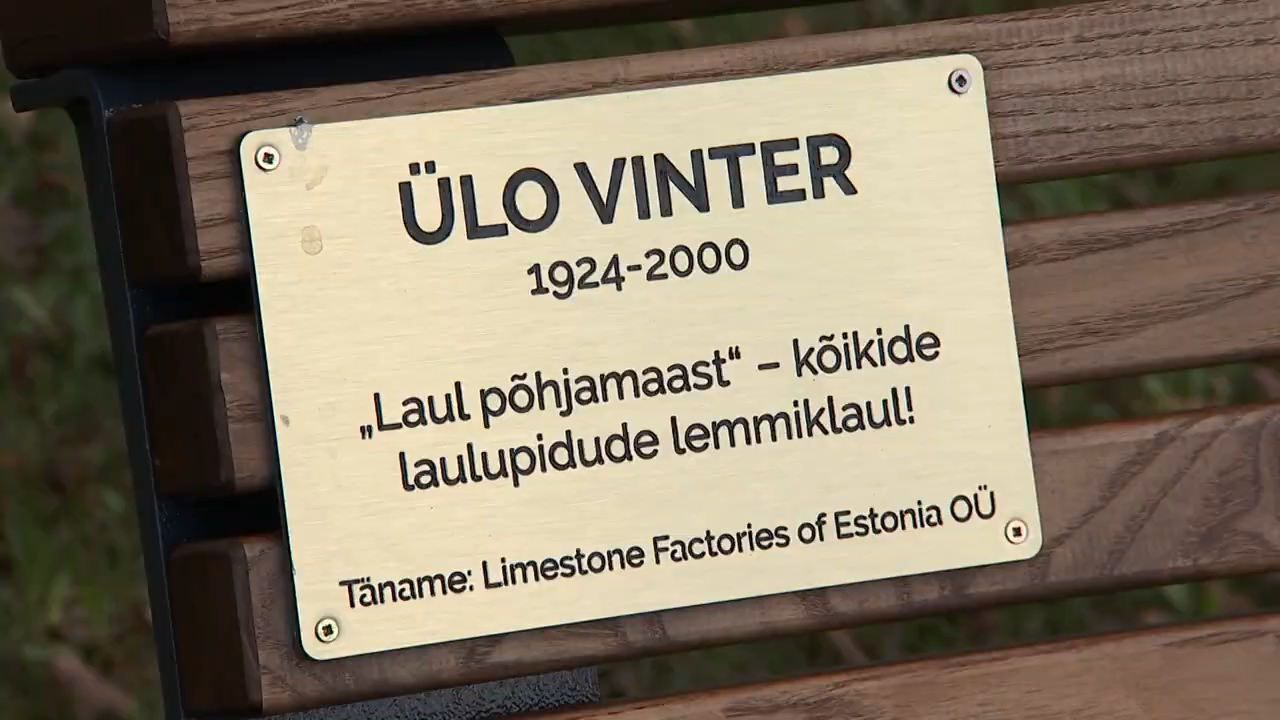 ÜLO VINTER
1924-2000
„Laul põhjamaast“ – kõikide
laulupidude lemmiklaul!
Täname: Limestone Factories of Estonia OÜ